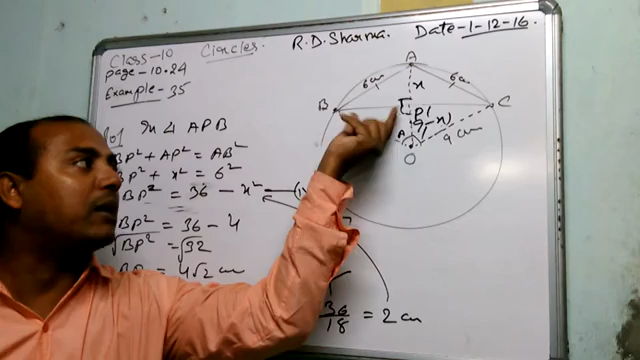 Class-10
Circles
R.D.Sharma.
Date-1-12-16
page-10.24
Example-35
In Δ APB
BP² + AP² = AB²
BP² + x² = 6²
BP² = 36 - x²
BP² = 36 - 4
√BP² = √32
= 4√2 cm
36/18 = 2 cm
A
6 cm
x
6 cm
B
C
P
9 cm
O